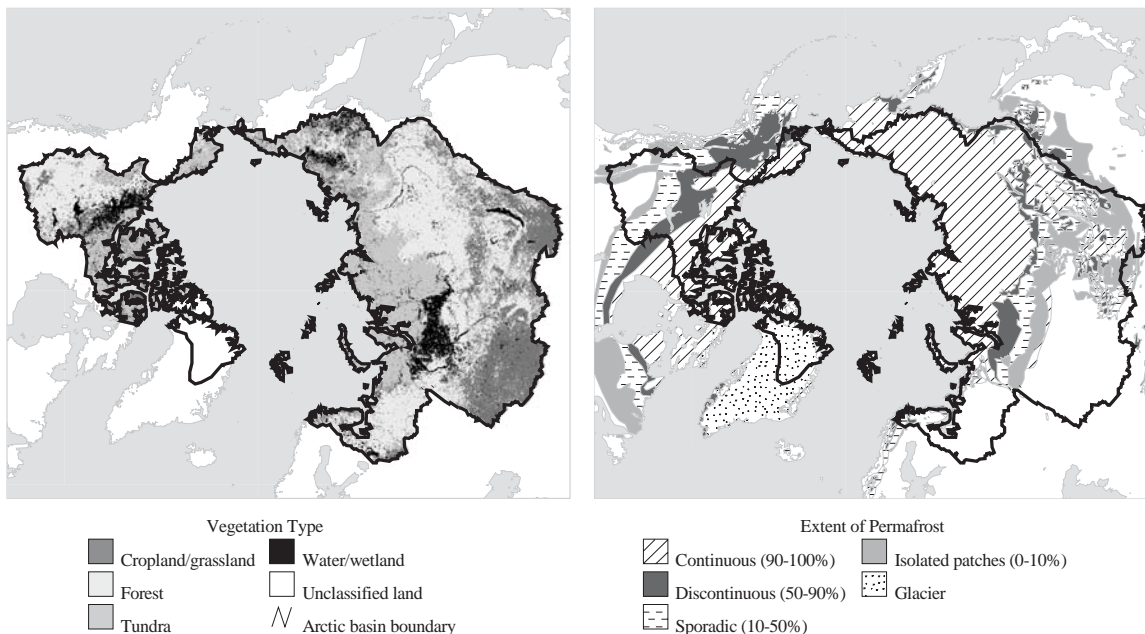 Vegetation Type
Cropland/grassland
Water/wetland
Forest
Unclassified land
Tundra
Arctic basin boundary
Extent of Permafrost
Continuous (90-100%)
Isolated patches (0-10%)
Discontinuous (50-90%)
Glacier
Sporadic (10-50%)